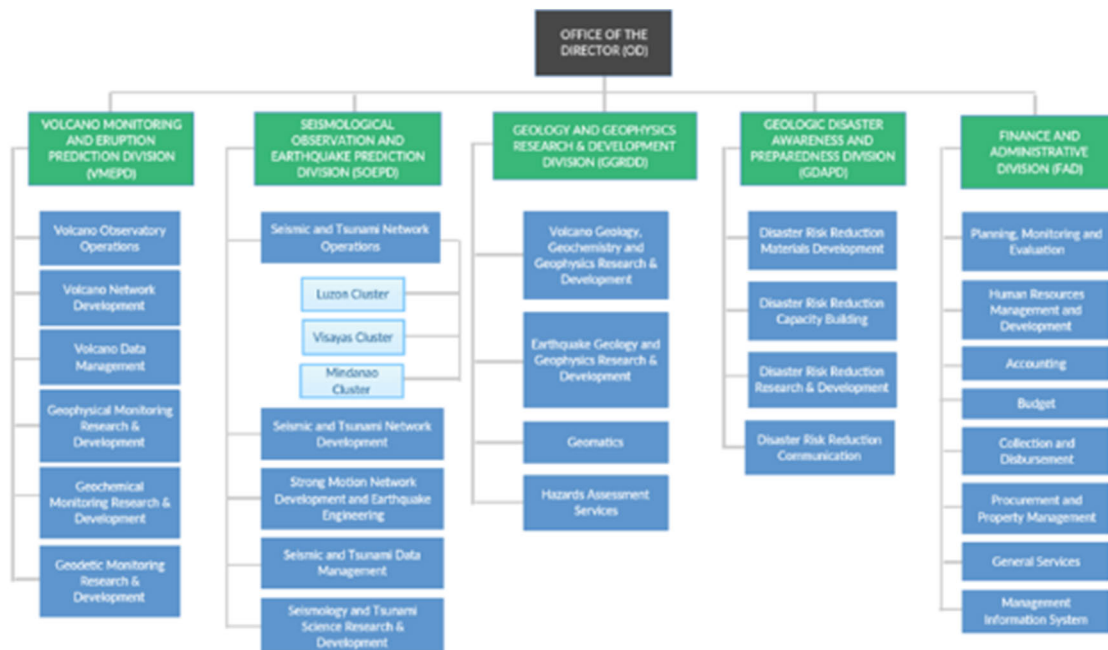 OFFICE OF THE
DIRECTOR (OD)
VOLCANO MONITORING
AND ERUPTION
PREDICTION DIVISION
(VMEPD)
Volcano Observatory
Operations
Volcano Network
Development
Volcano Data
Management
Geophysical Monitoring
Research &
Development
Geochemical
Monitoring Research &
Development
Geodetic Monitoring
Research &
Development
SEISMOLOGICAL
OBSERVATION AND
EARTHQUAKE PREDICTION
DIVISION (SOEPD)
Seismic and Tsunami Network
Operations
Luzon Cluster
Visayas Cluster
Mindanao
Cluster
Seismic and Tsunami Network
Development
Strong Motion Network
Development and Earthquake
Engineering
Seismic and Tsunami Data
Management
Seismology and Tsunami
Science Research &
Development
GEOLOGY AND GEOPHYSICS
RESEARCH & DEVELOPMENT
DIVISION (GGRDD)
Volcano Geology,
Geochemistry and
Geophysics Research &
Development
Earthquake Geology and
Geophysics Research &
Development
Geomatics
Hazards Assessment
Services
GEOLOGIC DISASTER
AWARENESS AND
PREPAREDNESS DIVISION
(GDAPD)
Disaster Risk Reduction
Materials Development
Disaster Risk Reduction
Capacity Building
Disaster Risk Reduction
Research & Development
Disaster Risk Reduction
Communication
FINANCE AND
ADMINISTRATIVE
DIVISION (FAD)
Planning, Monitoring and
Evaluation
Human Resources
Management and
Development
Accounting
Budget
Collection and
Disbursement
Procurement and
Property Management
General Services
Management
Information System